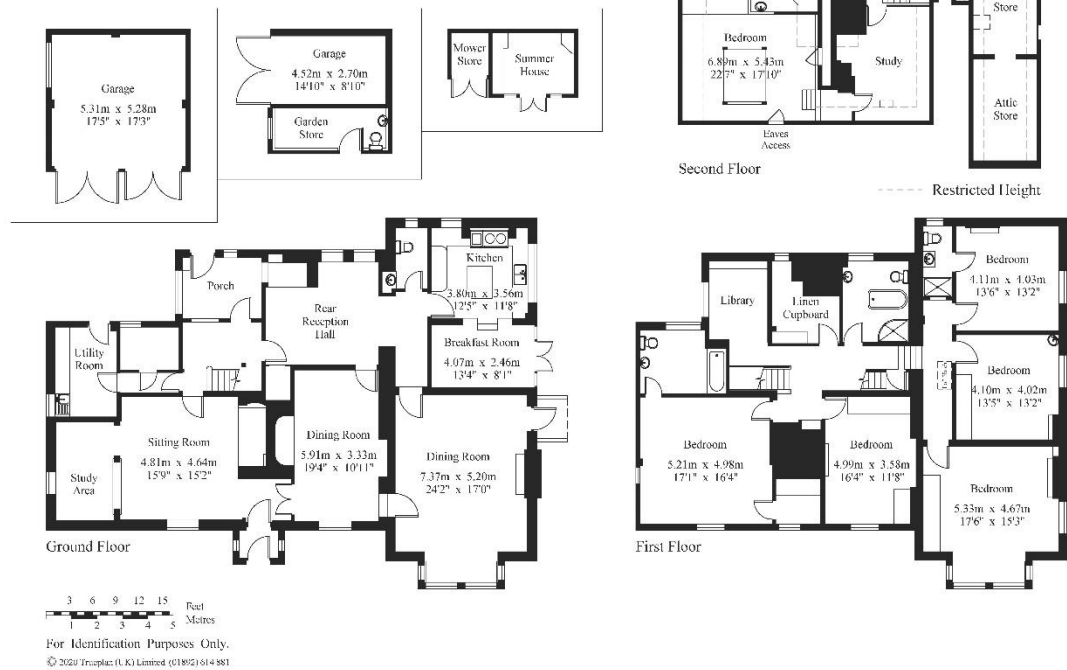 Garage
5.31m x 5.28m
17'5" x 17'3"
Garage
4.52m x 2.70m
14'10" x 8'10"
Garden
Store
Mower
Store
Summer
House
Bedroom
6.89m x 5.43m
22'7" x 17'10"
Study
Store
Attic
Store
Eaves
Access
Second Floor
Restricted Height
Porch
Kitchen
3.80m x 3.56m
12'5" x 11'8"
Rear
Reception
Hall
Breakfast Room
4.07m x 2.46m
13'4" x 8'1"
Utility
Room
Sitting Room
4.81m x 4.64m
15'9" x 15'2"
Study
Area
Dining Room
5.91m x 3.33m
19'4" x 10'11"
Dining Room
7.37m x 5.20m
24'2" x 17'0"
Ground Floor
Library
Linen
Cupboard
Bedroom
4.11m x 4.03m
13'6" x 13'2"
Bedroom
4.10m x 4.02m
13'5" x 13'2"
Bedroom
5.21m x 4.98m
17'1" x 16'4"
Bedroom
4.99m x 3.58m
16'4" x 11'8"
Bedroom
5.33m x 4.67m
17'6" x 15'3"
First Floor
3 6 9 12 15 Feet
1 2 3 4 5 Metres
For Identification Purposes Only.
© 2020 Trueplan (UK) Limited (01892) 614 881